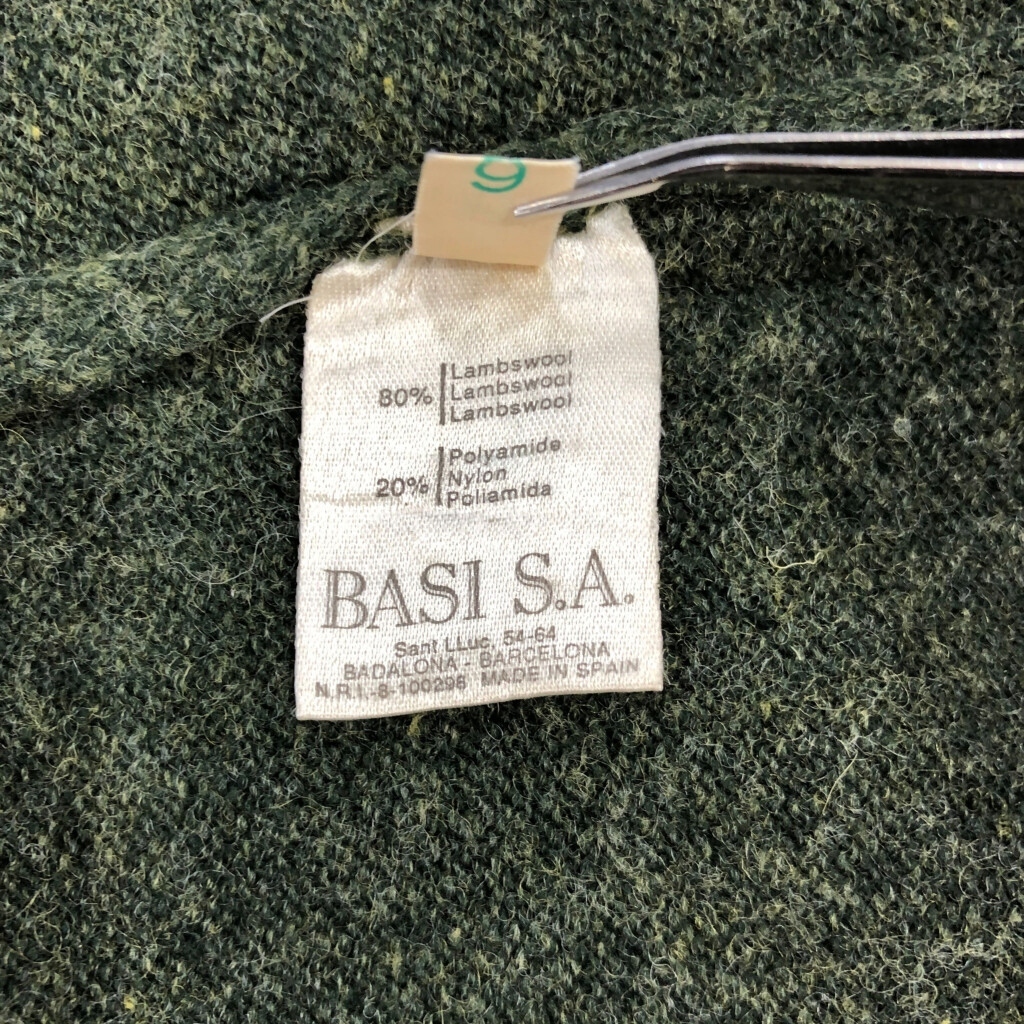 9
80% Lambswool
Lambswool
Lambswool
20% Polyamide
Nylon
Poliamida
BASI S.A.
Sant LLuc, 54-64
BADALONA - BARCELONA
N.R.I.-8-100296 MADE IN SPAIN